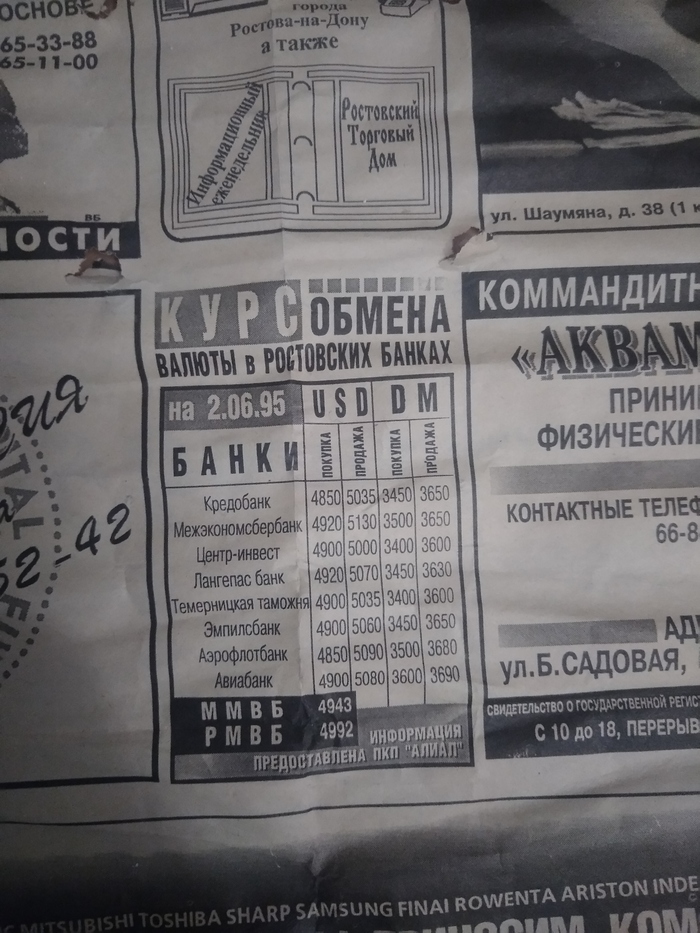 ОСНОВЕ
65-33-88
65-11-00
ВБ
города
Ростова-на-Дону
а также
Информационный
еженедельник
Ростовский
Торговый
Дом
ул. Шаумяна, д. 38 (1
КУРС ОБМЕНА
ВАЛЮТЫ в РОСТОВСКИХ БАНКАХ
на 2.06.95 USD DM
БАНКИ ПОКУПКА ПРОДАЖА ПОКУПКА ПРОДАЖА
Кредобанк 4850 5035 3450 3650
Межэкономсбербанк 4920 5130 3500 3650
Центр-инвест 4900 5000 3400 3600
Лангепас банк 4920 5070 3450 3630
Темерницкая таможня 4900 5035 3400 3600
Эмпилсбанк 4900 5060 3450 3650
Аэрофлотбанк 4850 5090 3500 3680
Авиабанк 4900 5080 3600 3690
ММВБ 4943
РМВБ 4992
ИНФОРМАЦИЯ
ПРЕДОСТАВЛЕНА ПКП "АЛИАЛ"
52-42
КОММАНДИТН
«АКВАМ
ПРИНИ
ФИЗИЧЕСКИ
КОНТАКТНЫЕ ТЕЛЕФ
66-8
АД
ул.Б.САДОВАЯ,
СВИДЕТЕЛЬСТВО О ГОСУДАРСТВЕННОЙ РЕГИСТ
С 10 до 18, ПЕРЕРЫВ
MITSUBISHI TOSHIBA SHARP SAMSUNG FINAI ROWENTA ARISTON INDE